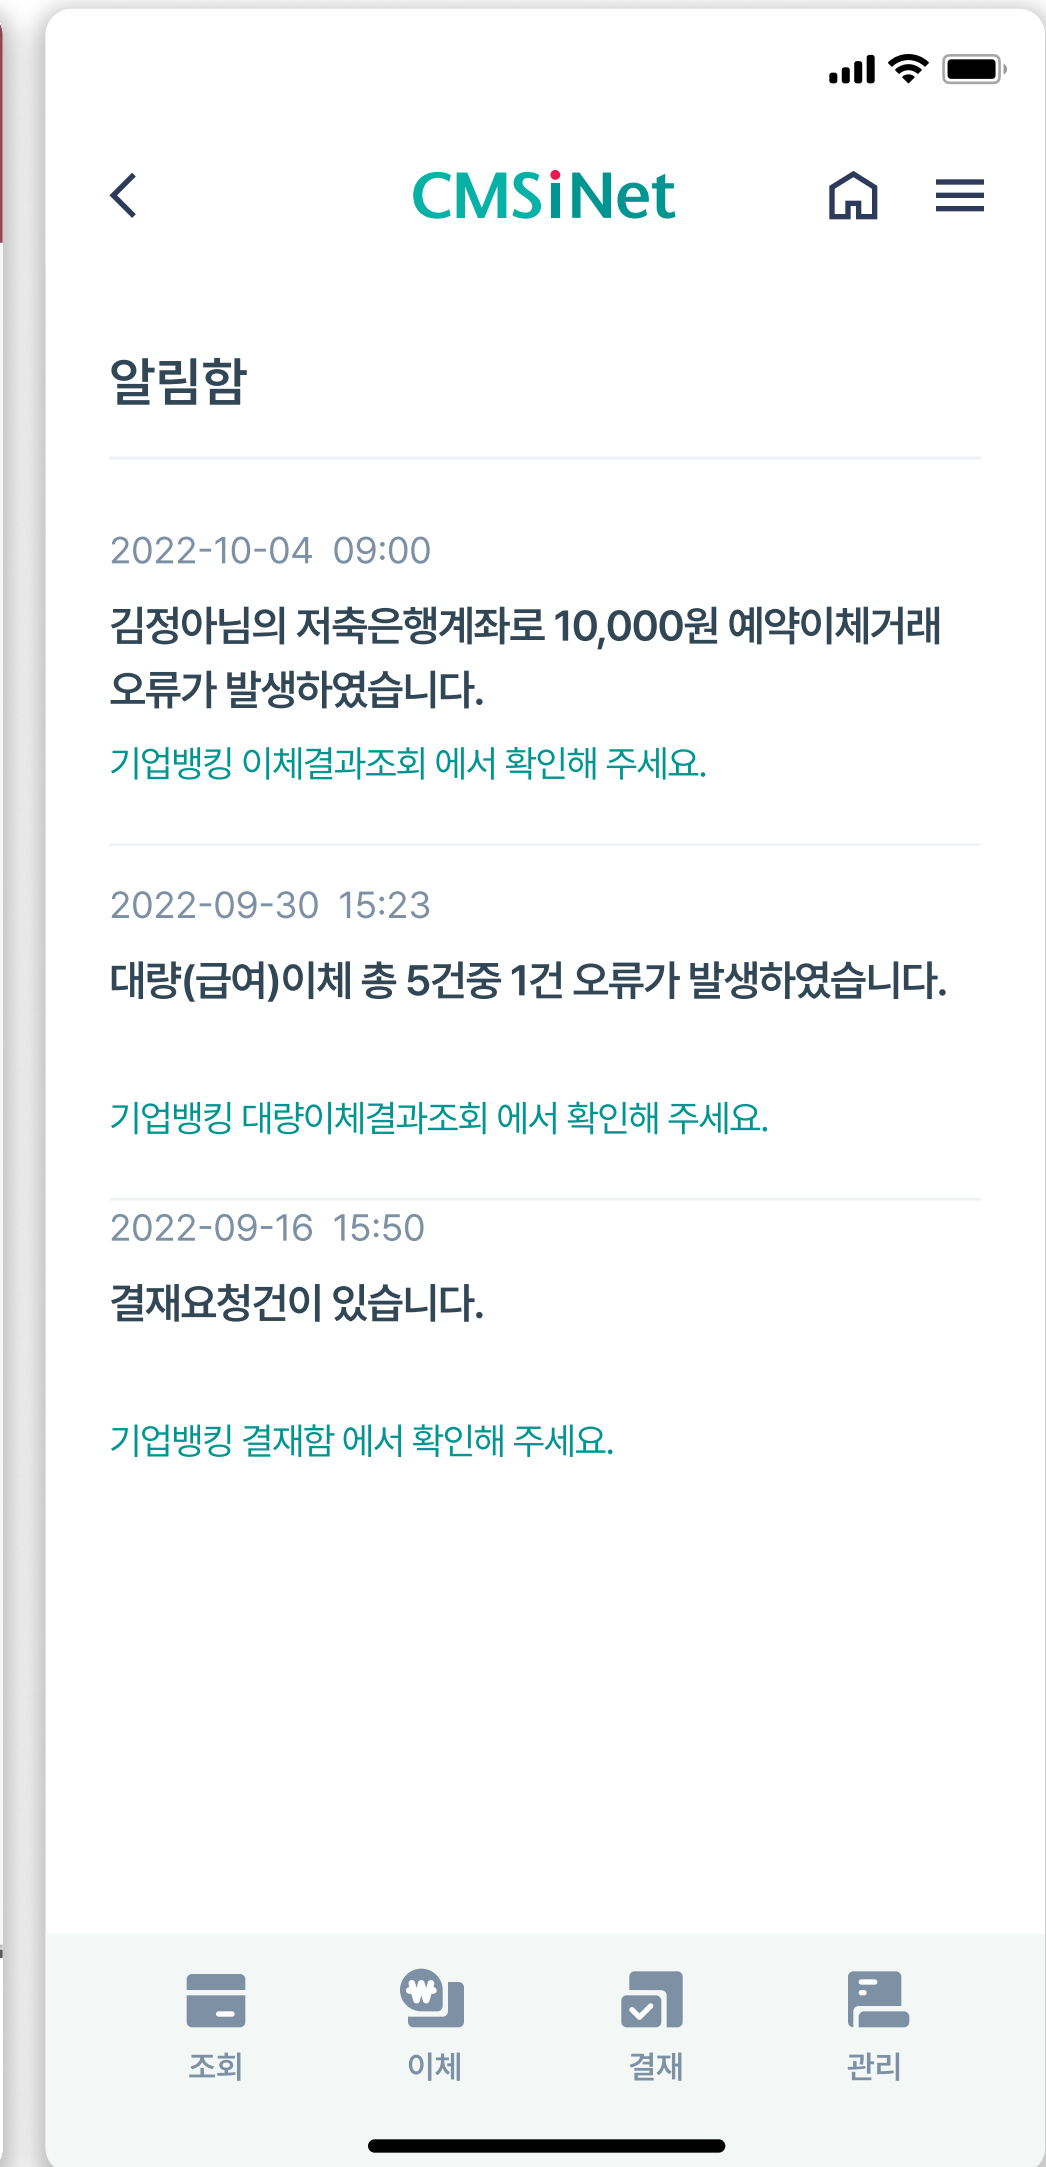 CMSiNet
알림함
2022-10-04 09:00
김정아님의 저축은행계좌로 10,000원 예약이체거래
오류가 발생하였습니다.
기업뱅킹 이체결과조회 에서 확인해 주세요.
2022-09-30 15:23
대량(급여)이체 총 5건중 1건 오류가 발생하였습니다.
기업뱅킹 대량이체결과조회 에서 확인해 주세요.
2022-09-16 15:50
결재요청건이 있습니다.
기업뱅킹 결재함 에서 확인해 주세요.
조회 이체 결재 관리